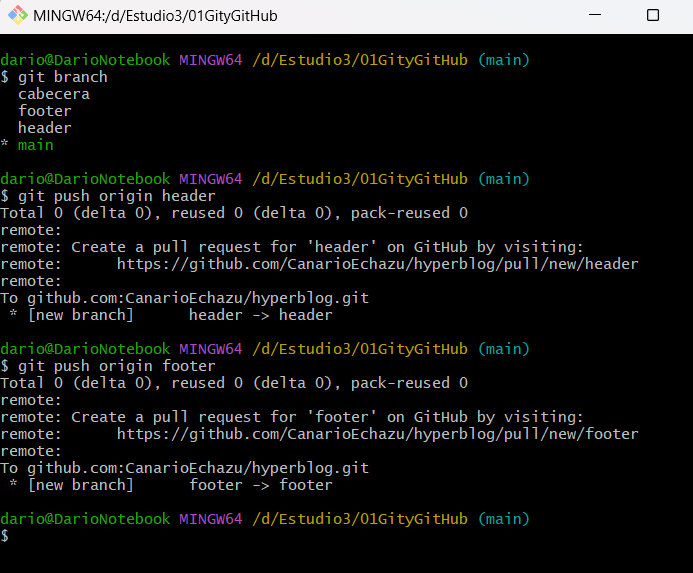 MINGW64:/d/Estudio3/01GityGitHub
dario@DarioNotebook MINGW64 /d/Estudio3/01GityGitHub (main)
$ git branch
  cabecera
  footer
  header
* main
dario@DarioNotebook MINGW64 /d/Estudio3/01GityGitHub (main)
$ git push origin header
Total 0 (delta 0), reused 0 (delta 0), pack-reused 0
remote:
remote: Create a pull request for 'header' on GitHub by visiting:
remote:      https://github.com/CanarioEchazu/hyperblog/pull/new/header
remote:
To github.com:CanarioEchazu/hyperblog.git
 * [new branch]      header -> header
dario@DarioNotebook MINGW64 /d/Estudio3/01GityGitHub (main)
$ git push origin footer
Total 0 (delta 0), reused 0 (delta 0), pack-reused 0
remote:
remote: Create a pull request for 'footer' on GitHub by visiting:
remote:      https://github.com/CanarioEchazu/hyperblog/pull/new/footer
remote:
To github.com:CanarioEchazu/hyperblog.git
 * [new branch]      footer -> footer
dario@DarioNotebook MINGW64 /d/Estudio3/01GityGitHub (main)
$